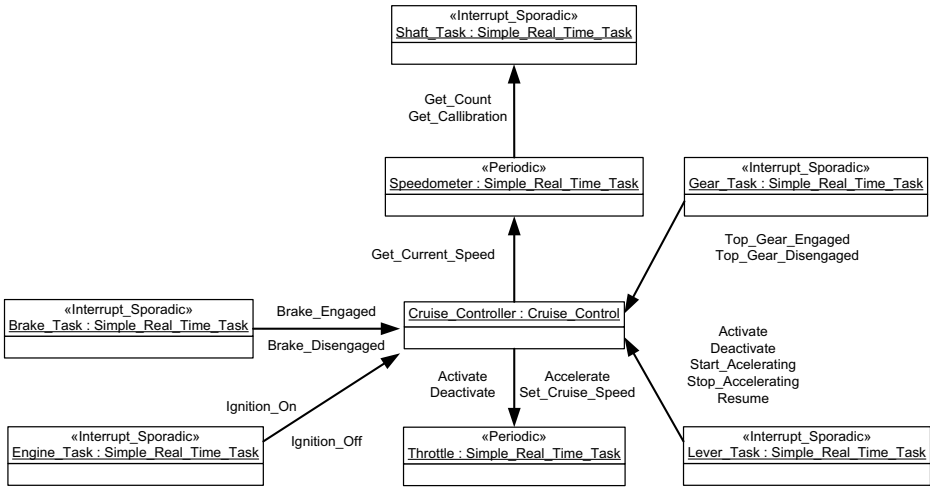 «Interrupt_Sporadic»
Shaft_Task : Simple_Real_Time_Task
Get_Count
Get_Callibration
«Periodic»
Speedometer : Simple_Real_Time_Task
«Interrupt_Sporadic»
Gear_Task : Simple_Real_Time_Task
Get_Current_Speed
Top_Gear_Engaged
Top_Gear_Disengaged
«Interrupt_Sporadic»
Brake_Task : Simple_Real_Time_Task
Brake_Engaged
Brake_Disengaged
Cruise_Controller : Cruise_Control
Activate
Deactivate
Accelerate
Set_Cruise_Speed
Activate
Deactivate
Start_Acelerating
Stop_Accelerating
Resume
Ignition_On
Ignition_Off
«Interrupt_Sporadic»
Engine_Task : Simple_Real_Time_Task
«Periodic»
Throttle : Simple_Real_Time_Task
«Interrupt_Sporadic»
Lever_Task : Simple_Real_Time_Task